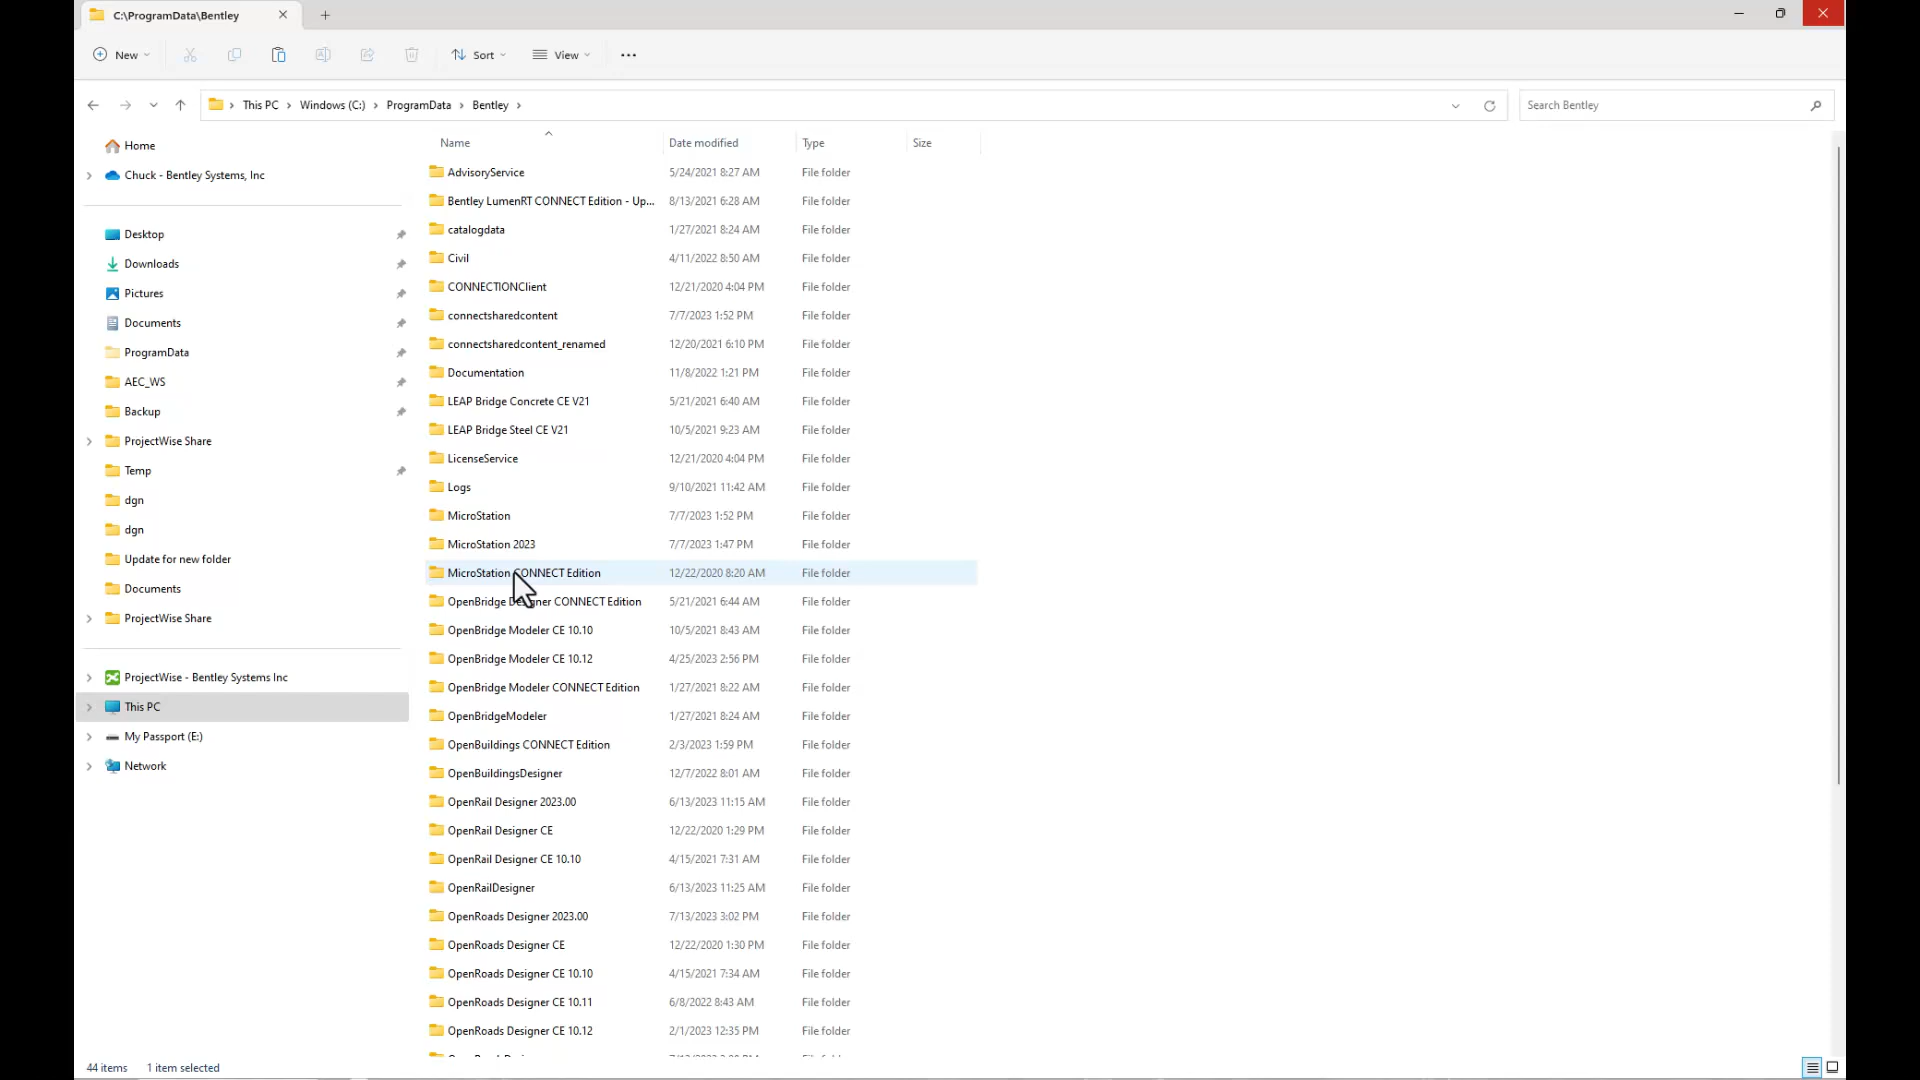 C:\ProgramData\Bentley
New
Sort
View
This PC > Windows (C:) > ProgramData > Bentley >
Search Bentley
Home
Chuck - Bentley Systems, Inc
Desktop
Downloads
Pictures
Documents
ProgramData
AEC_WS
Backup
ProjectWise Share
Temp
dgn
dgn
Update for new folder
Documents
ProjectWise Share
ProjectWise - Bentley Systems Inc
This PC
My Passport (E:)
Network
Name Date modified Type Size
AdvisoryService 5/24/2021 8:27 AM File folder
Bentley LumenRT CONNECT Edition - Up... 8/13/2021 6:28 AM File folder
catalogdata 1/27/2021 8:24 AM File folder
Civil 4/11/2022 8:50 AM File folder
CONNECTIONClient 12/21/2020 4:04 PM File folder
connectsharedcontent 7/7/2023 1:52 PM File folder
connectsharedcontent_renamed 12/20/2021 6:10 PM File folder
Documentation 11/8/2022 1:21 PM File folder
LEAP Bridge Concrete CE V21 5/21/2021 6:40 AM File folder
LEAP Bridge Steel CE V21 10/5/2021 9:23 AM File folder
LicenseService 12/21/2020 4:04 PM File folder
Logs 9/10/2021 11:42 AM File folder
MicroStation 7/7/2023 1:52 PM File folder
MicroStation 2023 7/7/2023 1:47 PM File folder
MicroStation CONNECT Edition 12/22/2020 8:20 AM File folder
OpenBridge Designer CONNECT Edition 5/21/2021 6:44 AM File folder
OpenBridge Modeler CE 10.10 10/5/2021 8:43 AM File folder
OpenBridge Modeler CE 10.12 4/25/2023 2:56 PM File folder
OpenBridge Modeler CONNECT Edition 1/27/2021 8:22 AM File folder
OpenBridgeModeler 1/27/2021 8:24 AM File folder
OpenBuildings CONNECT Edition 2/3/2023 1:59 PM File folder
OpenBuildingsDesigner 12/7/2022 8:01 AM File folder
OpenRail Designer 2023.00 6/13/2023 11:15 AM File folder
OpenRail Designer CE 12/22/2020 1:29 PM File folder
OpenRail Designer CE 10.10 4/15/2021 7:31 AM File folder
OpenRailDesigner 6/13/2023 11:25 AM File folder
OpenRoads Designer 2023.00 7/13/2023 3:02 PM File folder
OpenRoads Designer CE 12/22/2020 1:30 PM File folder
OpenRoads Designer CE 10.10 4/15/2021 7:34 AM File folder
OpenRoads Designer CE 10.11 6/8/2022 8:43 AM File folder
OpenRoads Designer CE 10.12 2/1/2023 12:35 PM File folder
44 items 1 item selected